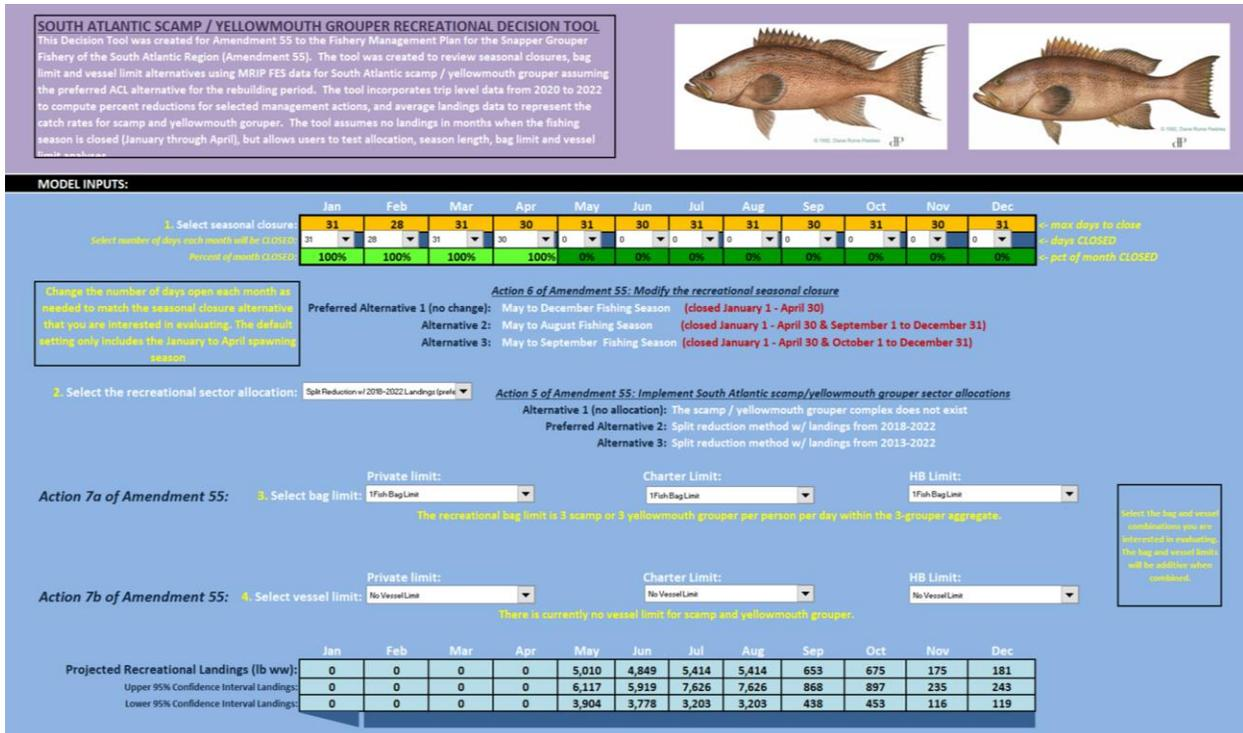 SOUTH ATLANTIC SCAMP / YELLOWMOUTH GROUPER RECREATIONAL DECISION TOOL
This Decision Tool was created for Amendment 55 to the Fishery Management Plan for the Snapper Grouper
Fishery of the South Atlantic Region (Amendment 55). The tool was created to review seasonal closures, bag
limit and vessel limit alternatives using MRIP FES data for South Atlantic scamp / yellowmouth grouper assuming
the preferred ACL alternative for the rebuilding period. The tool incorporates trip level data from 2020 to 2022
to compute percent reductions for selected management actions, and average landings data to represent the
catch rates for scamp and yellowmouth goruper. The tool assumes no landings in months when the fishing
season is closed (January through April), but allows users to test allocation, season length, bag limit and vessel
limit analyses
© 1992, Diane Rome Peebles
© 1992, Diane Rome Peebles
MODEL INPUTS:
Jan Feb Mar Apr May Jun Jul Aug Sep Oct Nov Dec
1. Select seasonal closure: 31 28 31 30 31 30 31 31 30 31 30 31 <- max days to close
Select number of days each month will be CLOSED: 31 28 31 30 0 0 0 0 0 0 0 0 <- days CLOSED
Percent of month CLOSED: 100% 100% 100% 100% 0% 0% 0% 0% 0% 0% 0% 0% <- pct of month CLOSED
Change the number of days open each month as
needed to match the seasonal closure alternative
that you are interested in evaluating. The default
setting only includes the January to April spawning
season
Action 6 of Amendment 55: Modify the recreational seasonal closure
Preferred Alternative 1 (no change): May to December Fishing Season (closed January 1 - April 30)
Alternative 2: May to August Fishing Season (closed January 1 - April 30 & September 1 to December 31)
Alternative 3: May to September Fishing Season (closed January 1 - April 30 & October 1 to December 31)
2. Select the recreational sector allocation: Split Reduction w/ 2018-2022 Landings (prefe
Action 5 of Amendment 55: Implement South Atlantic scamp/yellowmouth grouper sector allocations
Alternative 1 (no allocation): The scamp / yellowmouth grouper complex does not exist
Preferred Alternative 2: Split reduction method w/ landings from 2018-2022
Alternative 3: Split reduction method w/ landings from 2013-2022
Private limit: Charter Limit: HB Limit:
Action 7a of Amendment 55: 3. Select bag limit: 1 Fish Bag Limit 1 Fish Bag Limit 1 Fish Bag Limit
The recreational bag limit is 3 scamp or 3 yellowmouth grouper per person per day within the 3-grouper aggregate.
Select the bag and vessel
combinations you are
interested in evaluating.
The bag and vessel limits
will be additive when
combined.
Private limit: Charter Limit: HB Limit:
Action 7b of Amendment 55: 4. Select vessel limit: No Vessel Limit No Vessel Limit No Vessel Limit
There is currently no vessel limit for scamp and yellowmouth grouper.
Jan Feb Mar Apr May Jun Jul Aug Sep Oct Nov Dec
Projected Recreational Landings (lb ww): 0 0 0 0 5,010 4,849 5,414 5,414 653 675 175 181
Upper 95% Confidence Interval Landings: 0 0 0 0 6,117 5,919 7,626 7,626 868 897 235 243
Lower 95% Confidence Interval Landings: 0 0 0 0 3,904 3,778 3,203 3,203 438 453 116 119